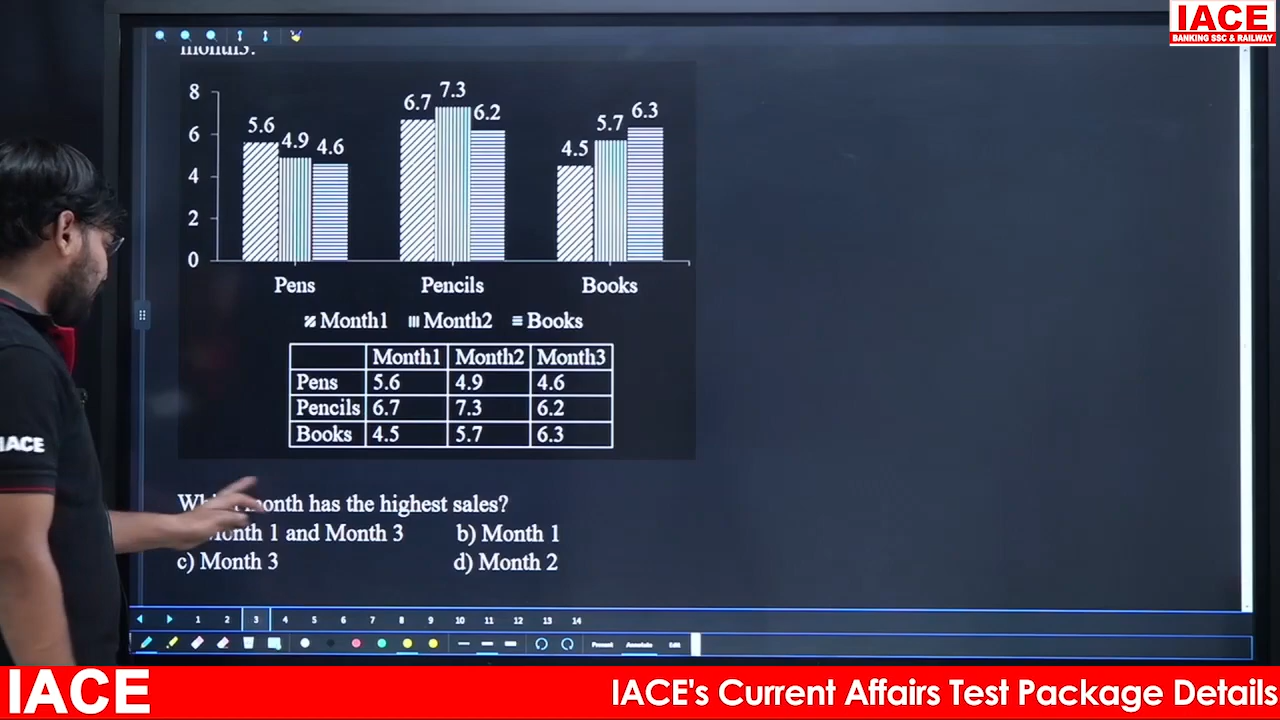 IACE
BANKING SSC & RAILWAY
8
6
4
2
0
5.6
4.9
4.6
6.7
7.3
6.2
4.5
5.7
6.3
Pens Pencils Books
Month1 Month2 Books
Month1 Month2 Month3
Pens 5.6 4.9 4.6
Pencils 6.7 7.3 6.2
Books 4.5 5.7 6.3
IACE
month has the highest sales?
1 and Month 3 b) Month 1
c) Month 3 d) Month 2
1 2 3 4 5 6 7 8 9 10 11 12 13 14
Present Annotate Edit
IACE
IACE's Current Affairs Test Package Details